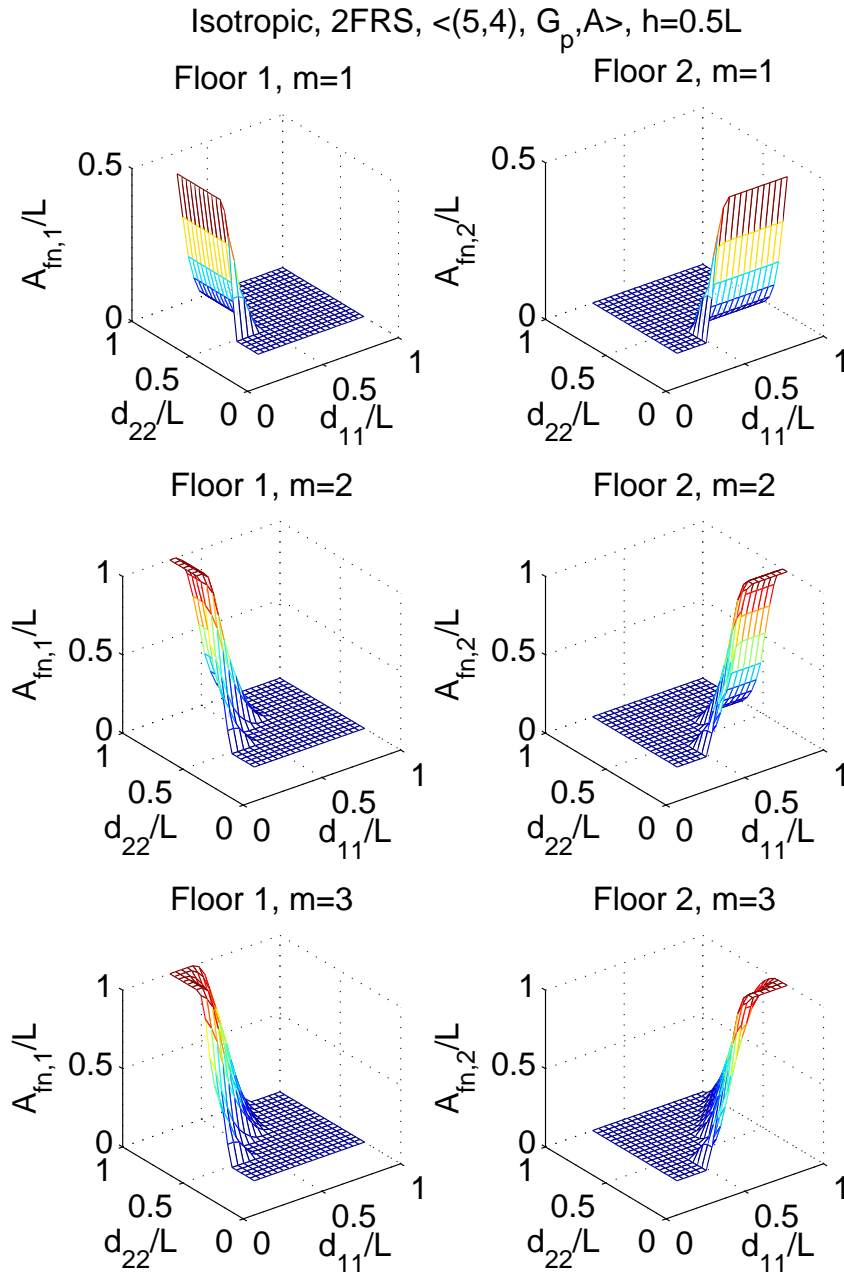 Isotropic, 2FRS, <(5,4), G_p,A>, h=0.5L
Floor 1, m=1
0.5
0
A_fn,1/L
1
0.5
0
d_22/L
0
0.5
1
d_11/L
Floor 2, m=1
0.5
0
A_fn,2/L
1
0.5
0
d_22/L
0
0.5
1
d_11/L
Floor 1, m=2
1
0.5
0
A_fn,1/L
1
0.5
0
d_22/L
0
0.5
1
d_11/L
Floor 2, m=2
1
0.5
0
A_fn,2/L
1
0.5
0
d_22/L
0
0.5
1
d_11/L
Floor 1, m=3
1
0.5
0
A_fn,1/L
1
0.5
0
d_22/L
0
0.5
1
d_11/L
Floor 2, m=3
1
0.5
0
A_fn,2/L
1
0.5
0
d_22/L
0
0.5
1
d_11/L